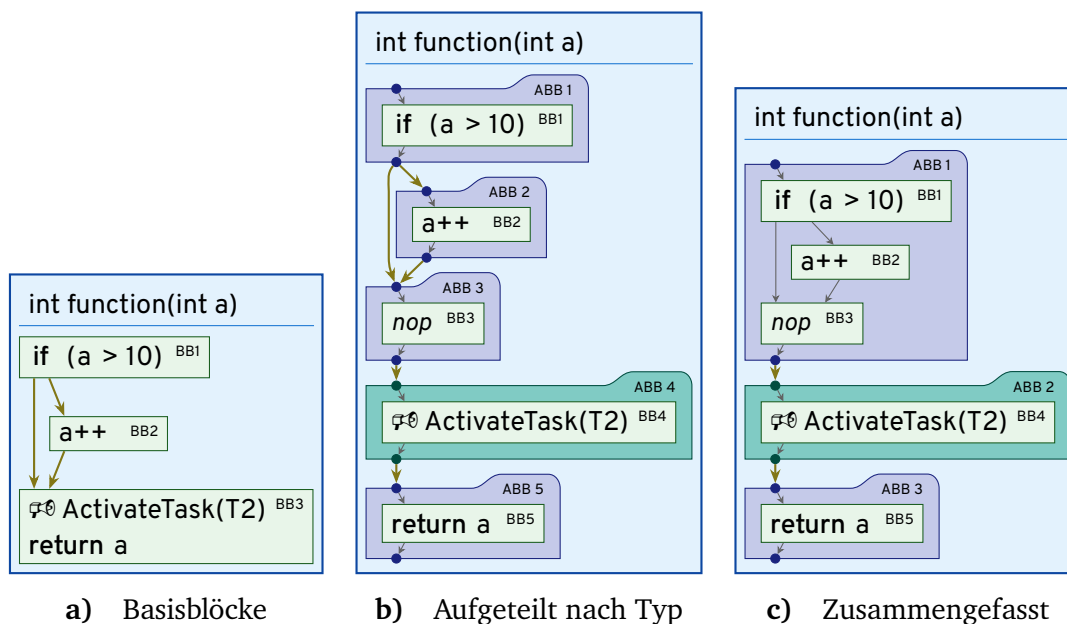 int function(int a)
if (a > 10) BB1
a++ BB2
ActivateTask(T2) BB3
return a
a) Basisblöcke
int function(int a)
ABB 1
if (a > 10) BB1
ABB 2
a++ BB2
ABB 3
nop BB3
ABB 4
ActivateTask(T2) BB4
ABB 5
return a BB5
b) Aufgeteilt nach Typ
int function(int a)
ABB 1
if (a > 10) BB1
a++ BB2
nop BB3
ABB 2
ActivateTask(T2) BB4
ABB 3
return a BB5
c) Zusammengefasst